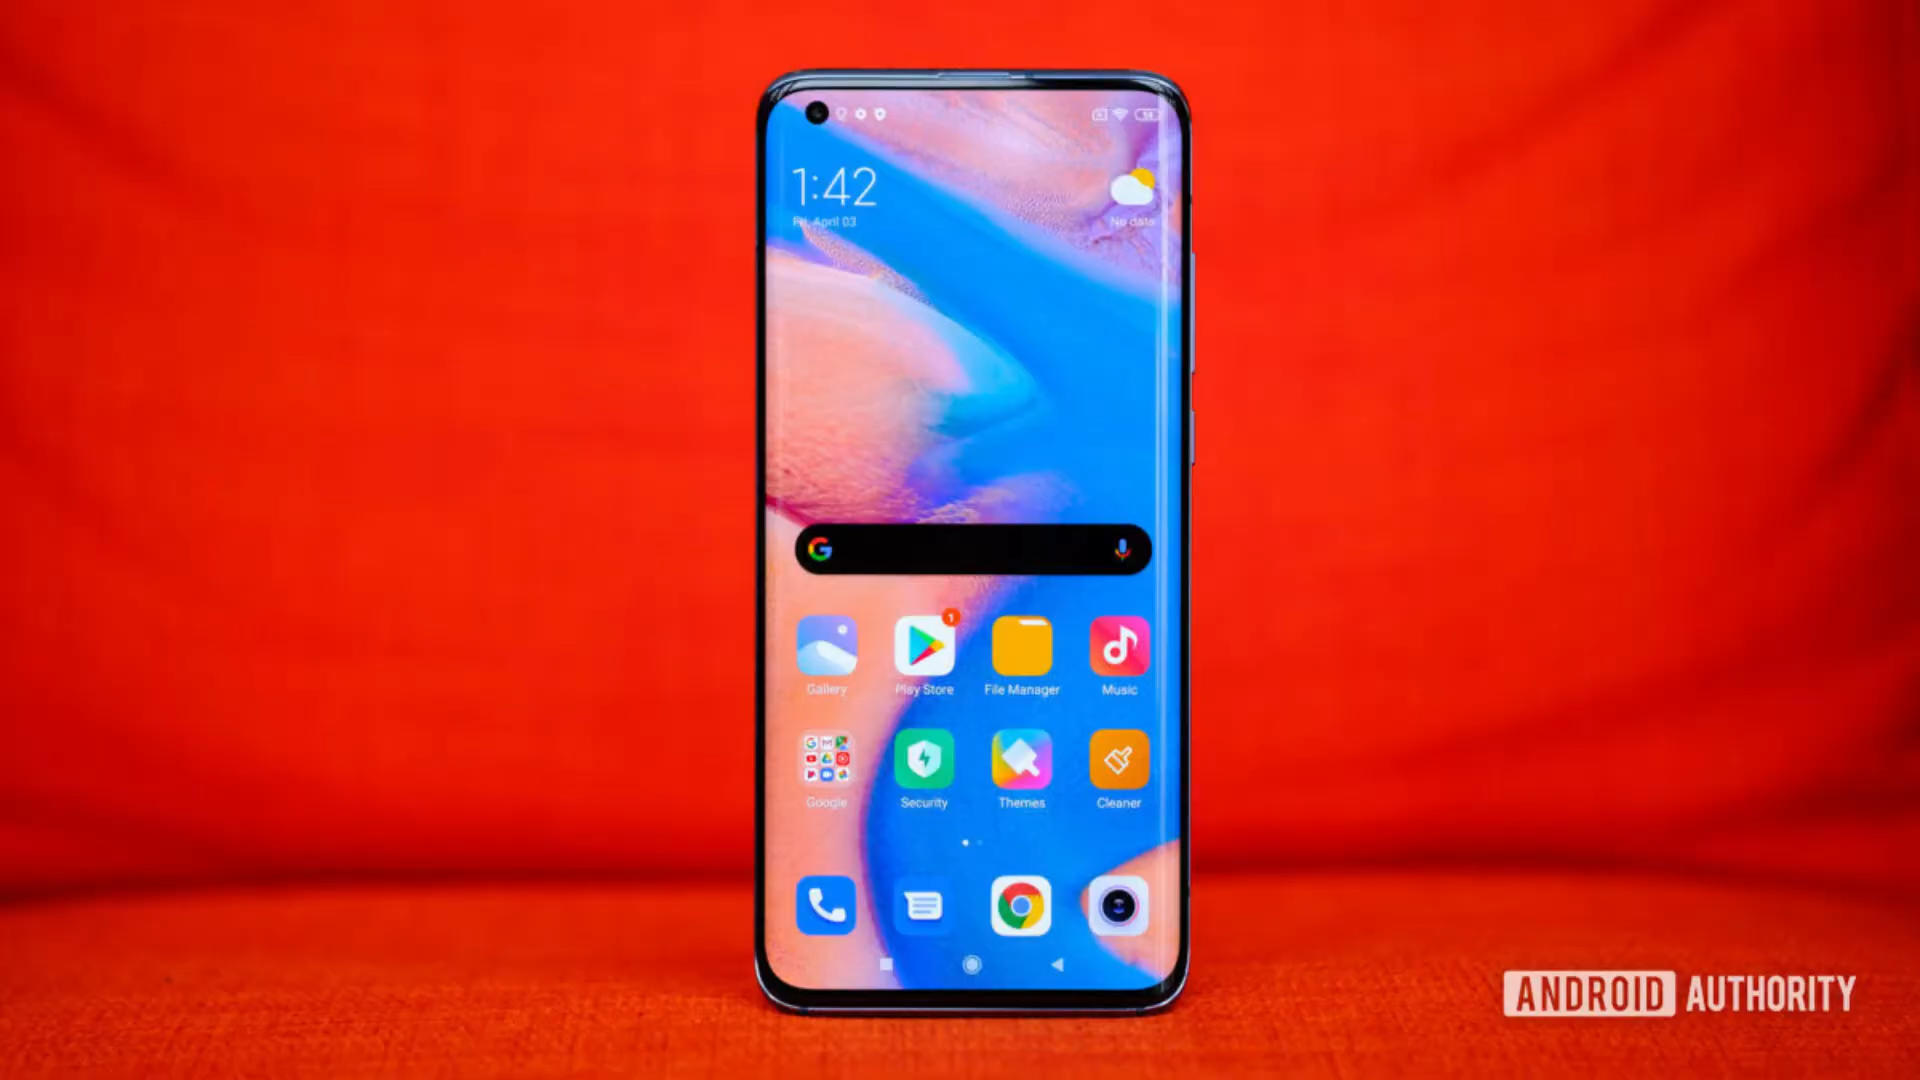 1:42
Fri, April 03
No data
Gallery
Play Store
1
File Manager
Music
Google
Security
Themes
Cleaner
ANDROID AUTHORITY